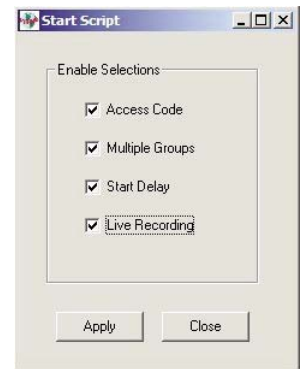 Start Script
Enable Selections
Access Code
Multiple Groups
Start Delay
Live Recording
Apply Close